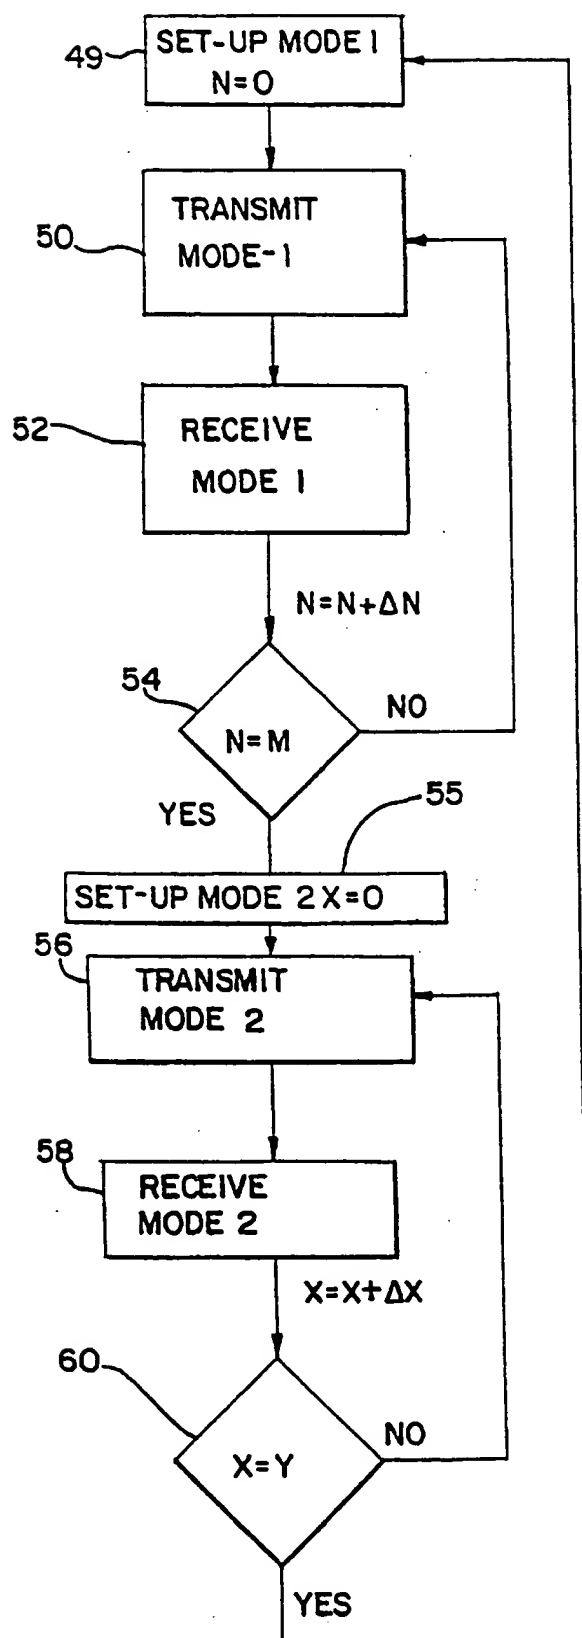 49
SET-UP MODE 1
N=0
50
TRANSMIT
MODE-1
52
RECEIVE
MODE 1
N=N+ΔN
54
N=M
NO
YES
55
SET-UP MODE 2 X=0
56
TRANSMIT
MODE 2
58
RECEIVE
MODE 2
X=X+ΔX
60
X=Y
NO
YES